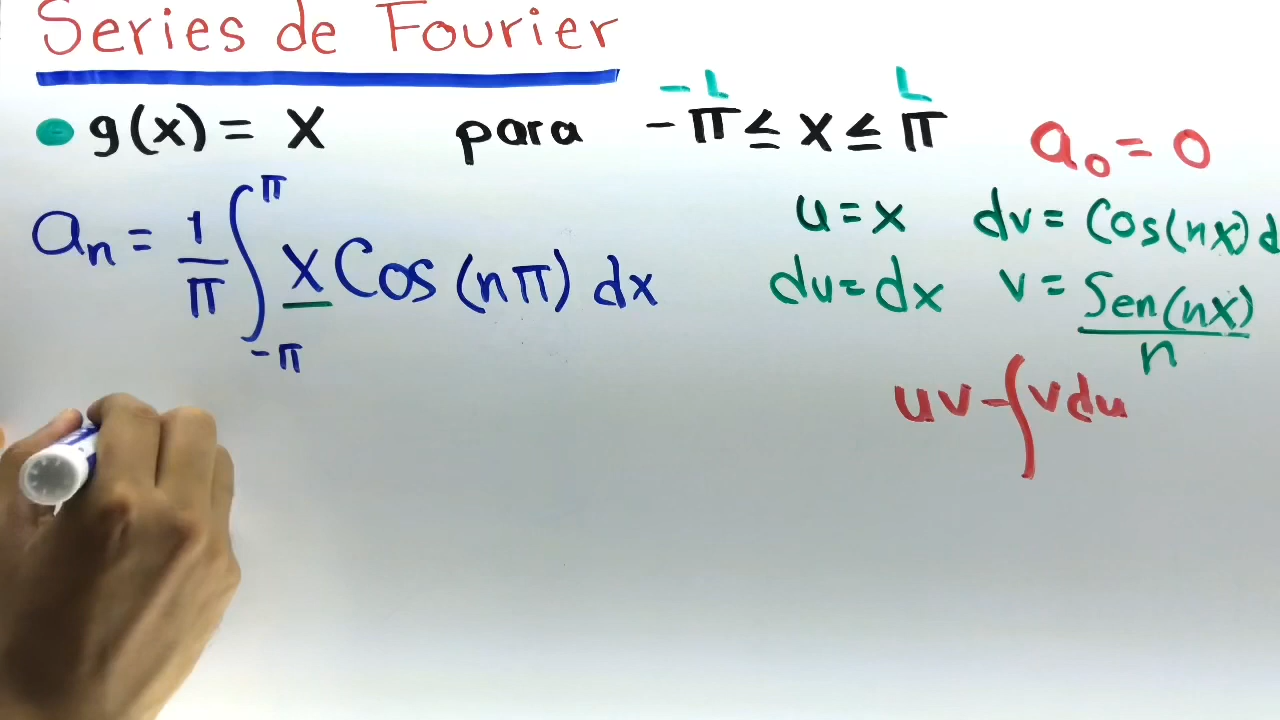 Series de Fourier
-L L
g(x) = X para -π ≤ X ≤ π
a₀ = 0
aₙ = 1/π ∫_{-π}^{π} X Cos (nπ) dx
u = x dv = Cos(nx) d
du = dx v = Sen(nx)/n
uv - ∫ v du